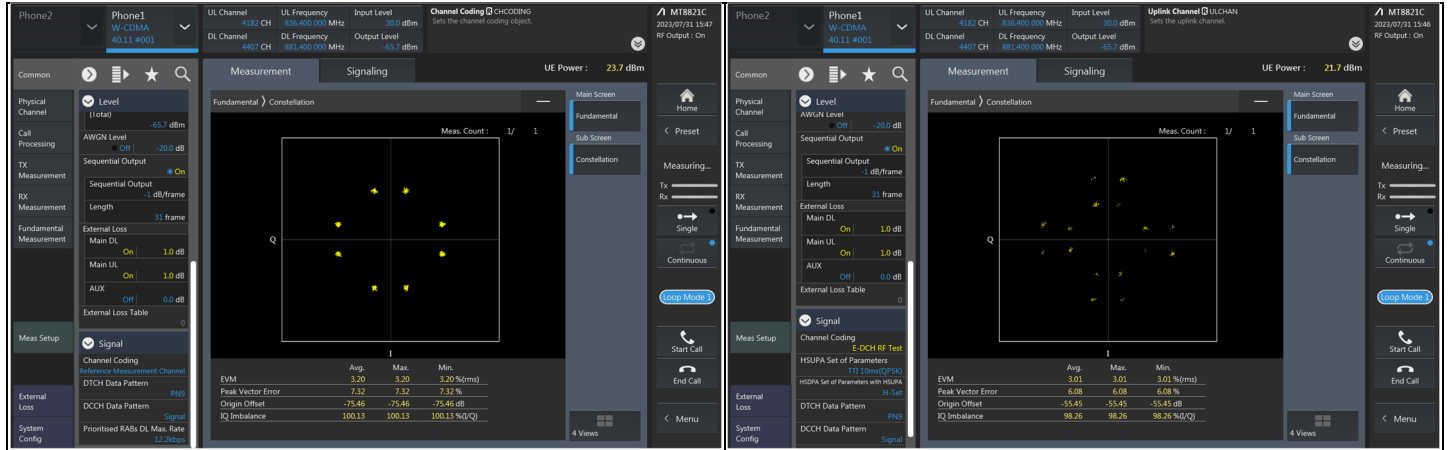 Phone2
Phone1
W-CDMA
40.11 #001
UL Channel
4182 CH
UL Frequency
836.400 000 MHz
Input Level
30.0 dBm
DL Channel
4407 CH
DL Frequency
881.400 000 MHz
Output Level
-65.7 dBm
Channel Coding CHCODING
Sets the channel coding object.
MT8821C
2023/07/31 15:47
RF Output : On
Common
Physical
Channel
Call
Processing
TX
Measurement
RX
Measurement
Fundamental
Measurement
Meas Setup
External
Loss
System
Config
Level
(Total)
-65.7 dBm
AWGN Level
Off -20.0 dB
Sequential Output
On
Sequential Output
-1 dB/frame
Length
31 frame
External Loss
Main DL
On 1.0 dB
Main UL
On 1.0 dB
AUX
Off 0.0 dB
External Loss Table
0
Signal
Channel Coding
Reference Measurement Channel
DTCH Data Pattern
PN9
DCCH Data Pattern
Signal
Prioritised RABs DL Max. Rate
12.2kbps
Measurement
Signaling
UE Power : 23.7 dBm
Fundamental ❭ Constellation
Meas. Count : 1/ 1
Q
I
Avg. Max. Min.
EVM 3.20 3.20 3.20 %(rms)
Peak Vector Error 7.32 7.32 7.32 %
Origin Offset -75.46 -75.46 -75.46 dB
IQ Imbalance 100.13 100.13 100.13 %(I/Q)
Main Screen
Fundamental
Sub Screen
Constellation
4 Views
Home
< Preset
Measuring...
Tx
Rx
Single
Continuous
Loop Mode 1
Start Call
End Call
< Menu
Phone2
Phone1
W-CDMA
40.11 #001
UL Channel
4182 CH
UL Frequency
836.400 000 MHz
Input Level
30.0 dBm
DL Channel
4407 CH
DL Frequency
881.400 000 MHz
Output Level
-65.7 dBm
Uplink Channel ULCHAN
Sets the uplink channel.
MT8821C
2023/07/31 15:46
RF Output : On
Common
Physical
Channel
Call
Processing
TX
Measurement
RX
Measurement
Fundamental
Measurement
Meas Setup
External
Loss
System
Config
Level
AWGN Level
Off -20.0 dB
Sequential Output
On
Sequential Output
-1 dB/frame
Length
31 frame
External Loss
Main DL
On 1.0 dB
Main UL
On 1.0 dB
AUX
Off 0.0 dB
External Loss Table
0
Signal
Channel Coding
E-DCH RF Test
HSUPA Set of Parameters
TTI 10ms(QPSK)
HSDPA Set of Parameters with HSUPA
H-Set
DTCH Data Pattern
PN9
DCCH Data Pattern
Signal
Measurement
Signaling
UE Power : 21.7 dBm
Fundamental ❭ Constellation
Meas. Count : 1/ 1
Q
I
Avg. Max. Min.
EVM 3.01 3.01 3.01 %(rms)
Peak Vector Error 6.08 6.08 6.08 %
Origin Offset -55.45 -55.45 -55.45 dB
IQ Imbalance 98.26 98.26 98.26 %(I/Q)
Main Screen
Fundamental
Sub Screen
Constellation
4 Views
Home
< Preset
Measuring...
Tx
Rx
Single
Continuous
Loop Mode 1
Start Call
End Call
< Menu